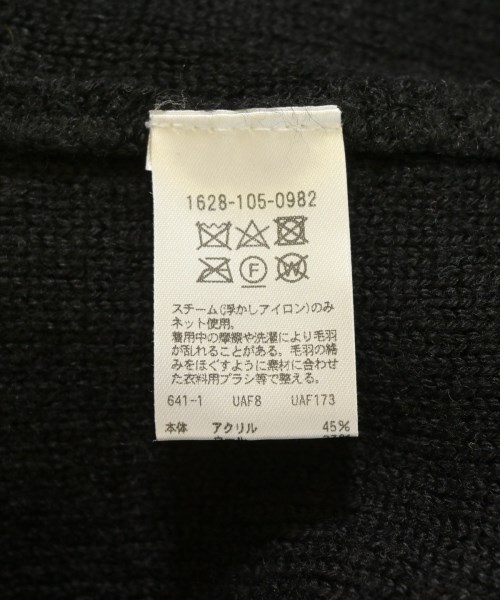 1628-105-0982
F
W
スチーム(浮かしアイロン)のみ
ネット使用。
着用中の摩擦や洗濯により毛羽
が乱れることがある。毛羽の絡
みをほぐすように素材に合わせ
た衣料用ブラシ等で整える。
641-1 UAF8 UAF173
本体 アクリル 45%